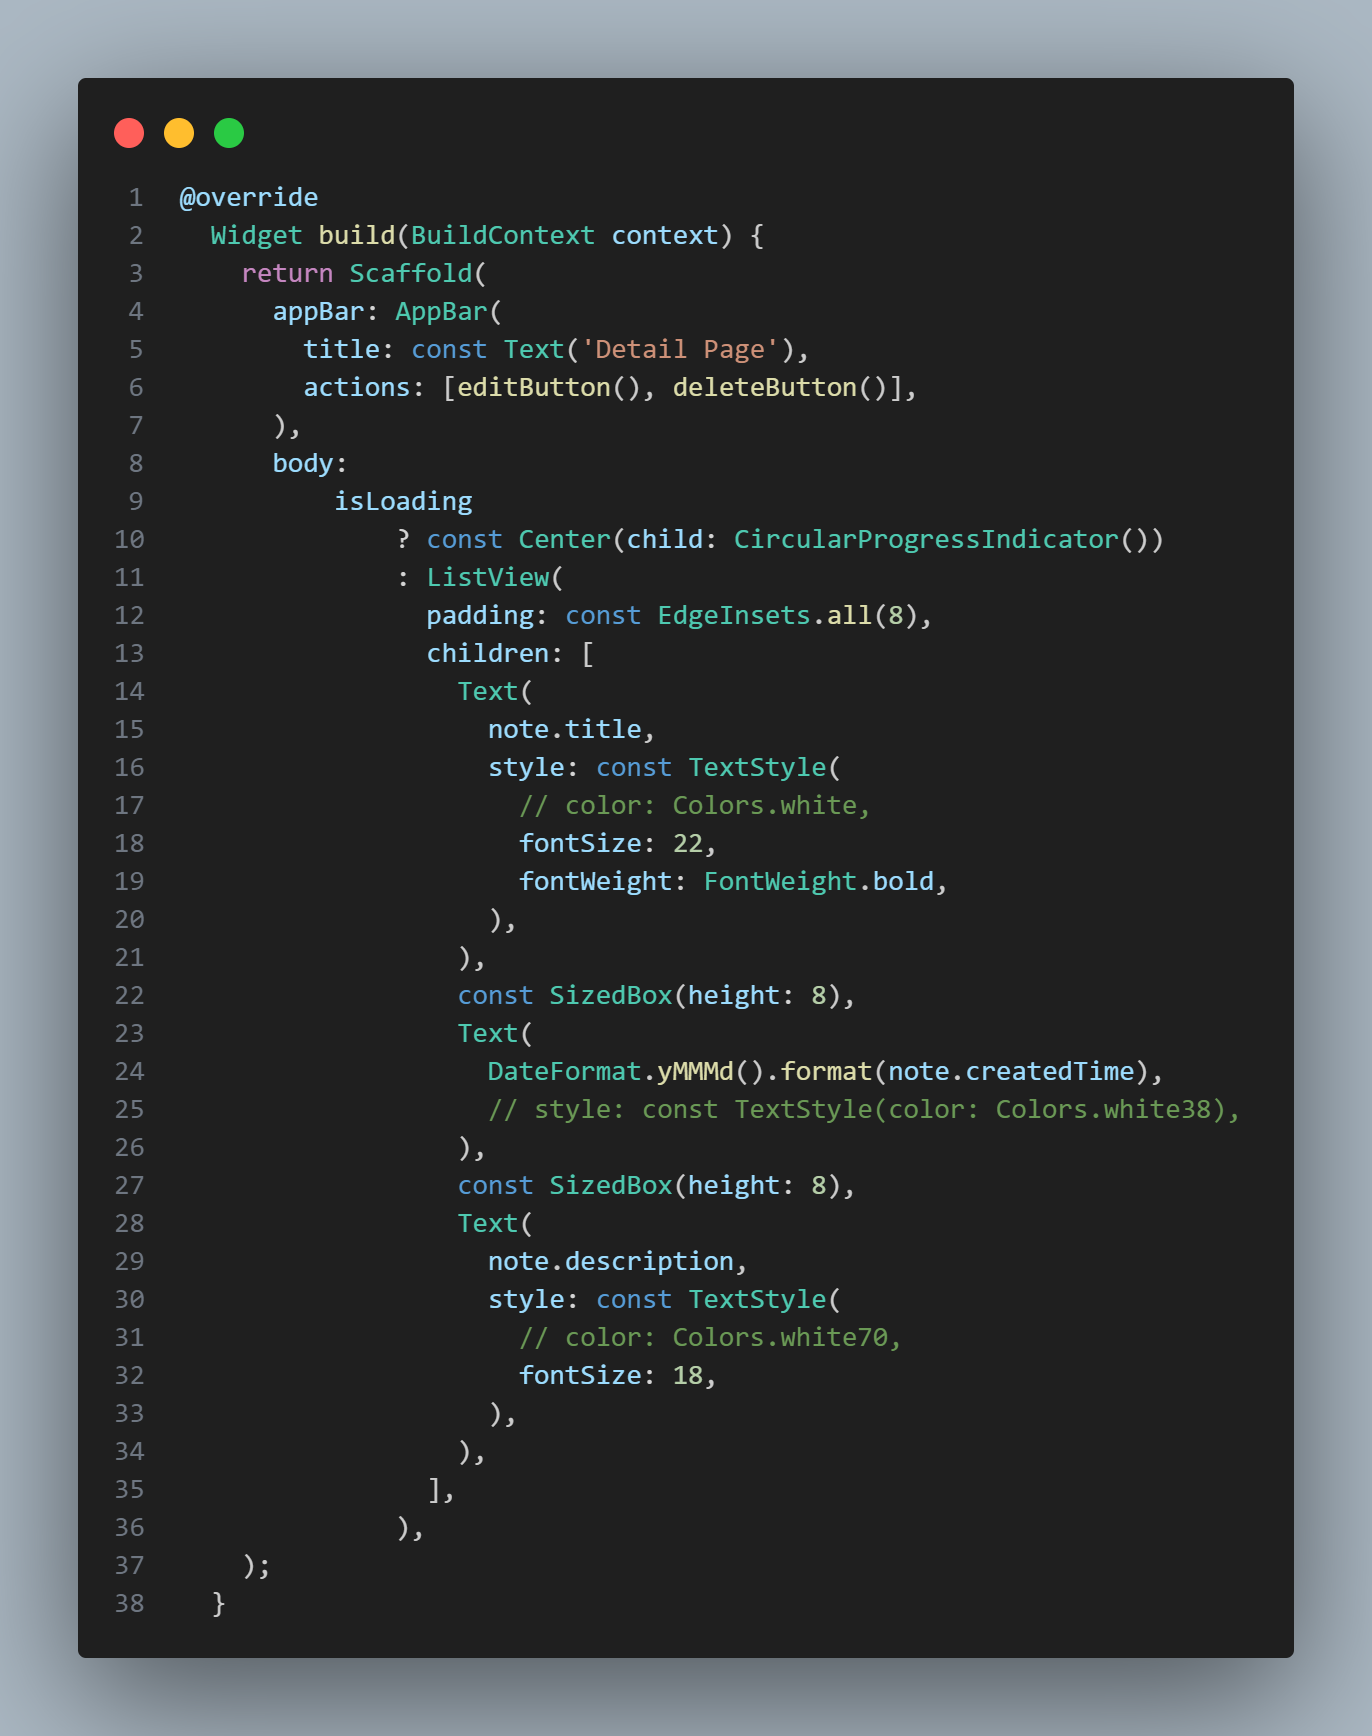 1 @override
2   Widget build(BuildContext context) {
3     return Scaffold(
4       appBar: AppBar(
5         title: const Text('Detail Page'),
6         actions: [editButton(), deleteButton()],
7       ),
8       body:
9           isLoading
10               ? const Center(child: CircularProgressIndicator())
11               : ListView(
12                 padding: const EdgeInsets.all(8),
13                 children: [
14                   Text(
15                     note.title,
16                     style: const TextStyle(
17                       // color: Colors.white,
18                       fontSize: 22,
19                       fontWeight: FontWeight.bold,
20                     ),
21                   ),
22                   const SizedBox(height: 8),
23                   Text(
24                     DateFormat.yMMMd().format(note.createdTime),
25                     // style: const TextStyle(color: Colors.white38),
26                   ),
27                   const SizedBox(height: 8),
28                   Text(
29                     note.description,
30                     style: const TextStyle(
31                       // color: Colors.white70,
32                       fontSize: 18,
33                     ),
34                   ),
35                 ],
36               ),
37     );
38   }